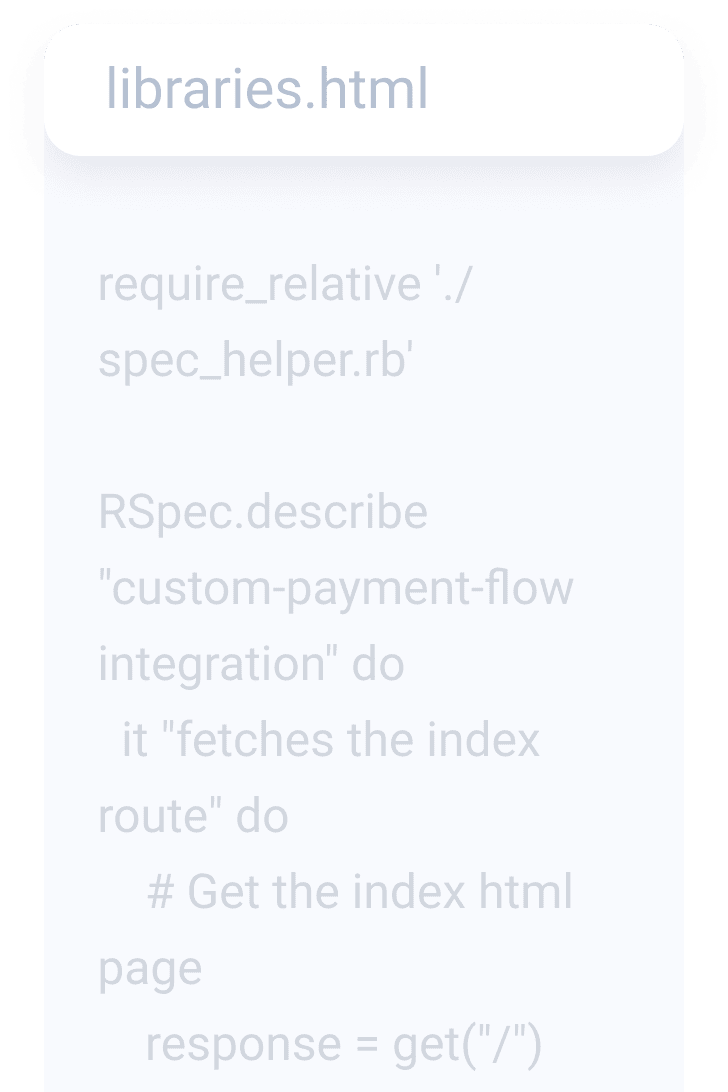 libraries.html
require_relative './
spec_helper.rb'
RSpec.describe
"custom-payment-flow
integration" do
  it "fetches the index
route" do
    # Get the index html
page
    response = get("/")